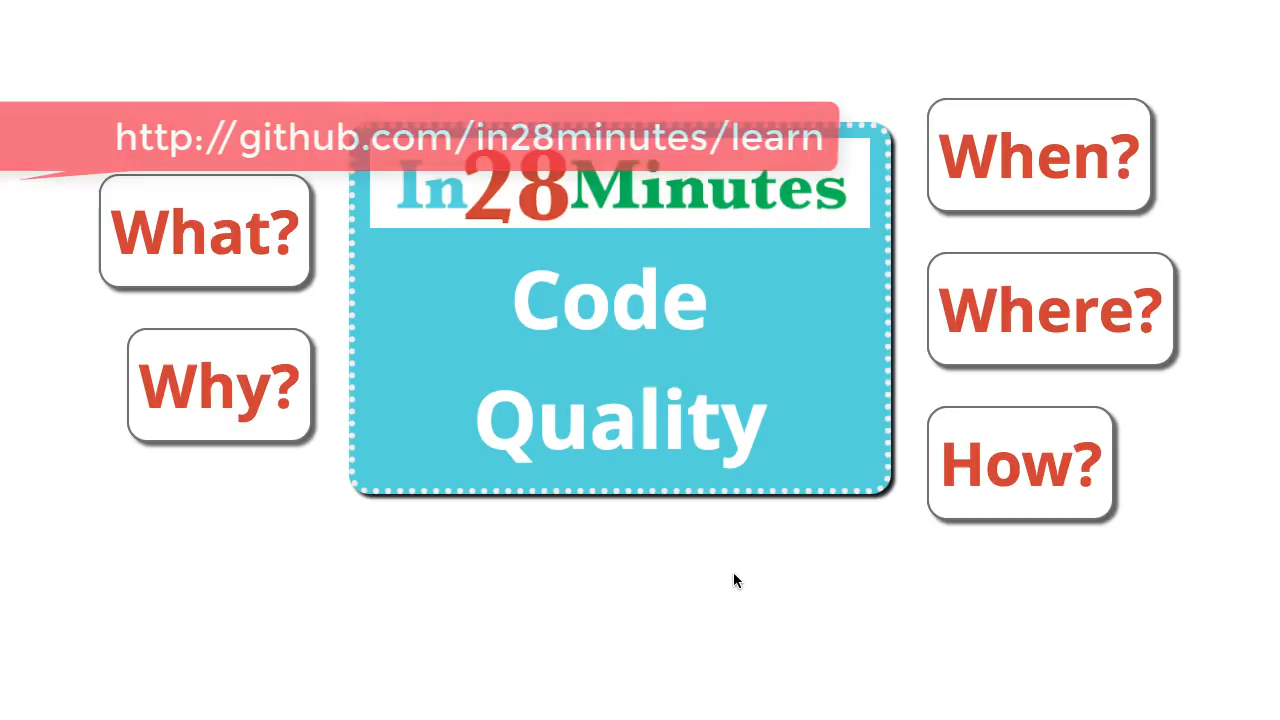 http://github.com/in28minutes/learn
In28Minutes
Code
Quality
What?
Why?
When?
Where?
How?